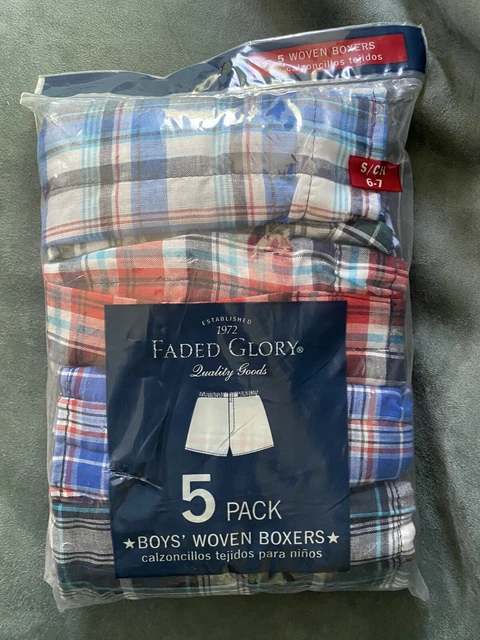 5 WOVEN BOXERS
calzoncillos tejidos
S/CH
6-7
ESTABLISHED
1972
FADED GLORY®
Quality Goods
5 PACK
★BOYS' WOVEN BOXERS★
calzoncillos tejidos para niños